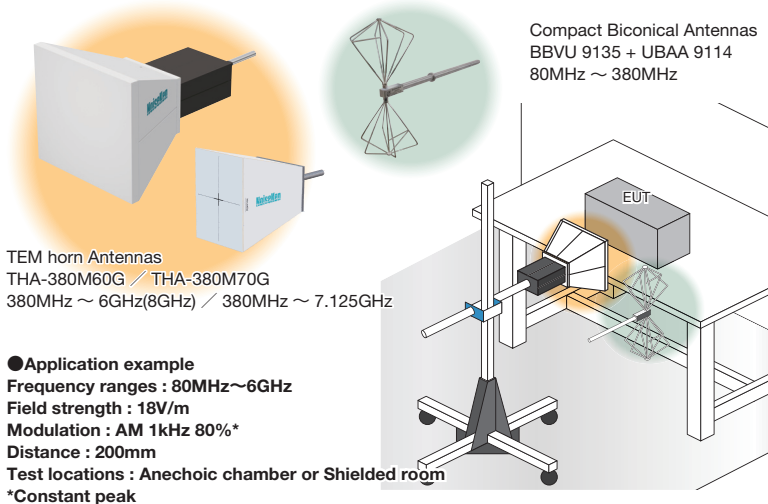 NoiseKen
NoiseKen
Compact Biconical Antennas
BBVU 9135 + UBAA 9114
80MHz ～ 380MHz
EUT
TEM horn Antennas
THA-380M60G ／ THA-380M70G
380MHz ～ 6GHz(8GHz) ／ 380MHz ～ 7.125GHz
●Application example
Frequency ranges : 80MHz～6GHz
Field strength : 18V/m
Modulation : AM 1kHz 80%*
Distance : 200mm
Test locations : Anechoic chamber or Shielded room
*Constant peak